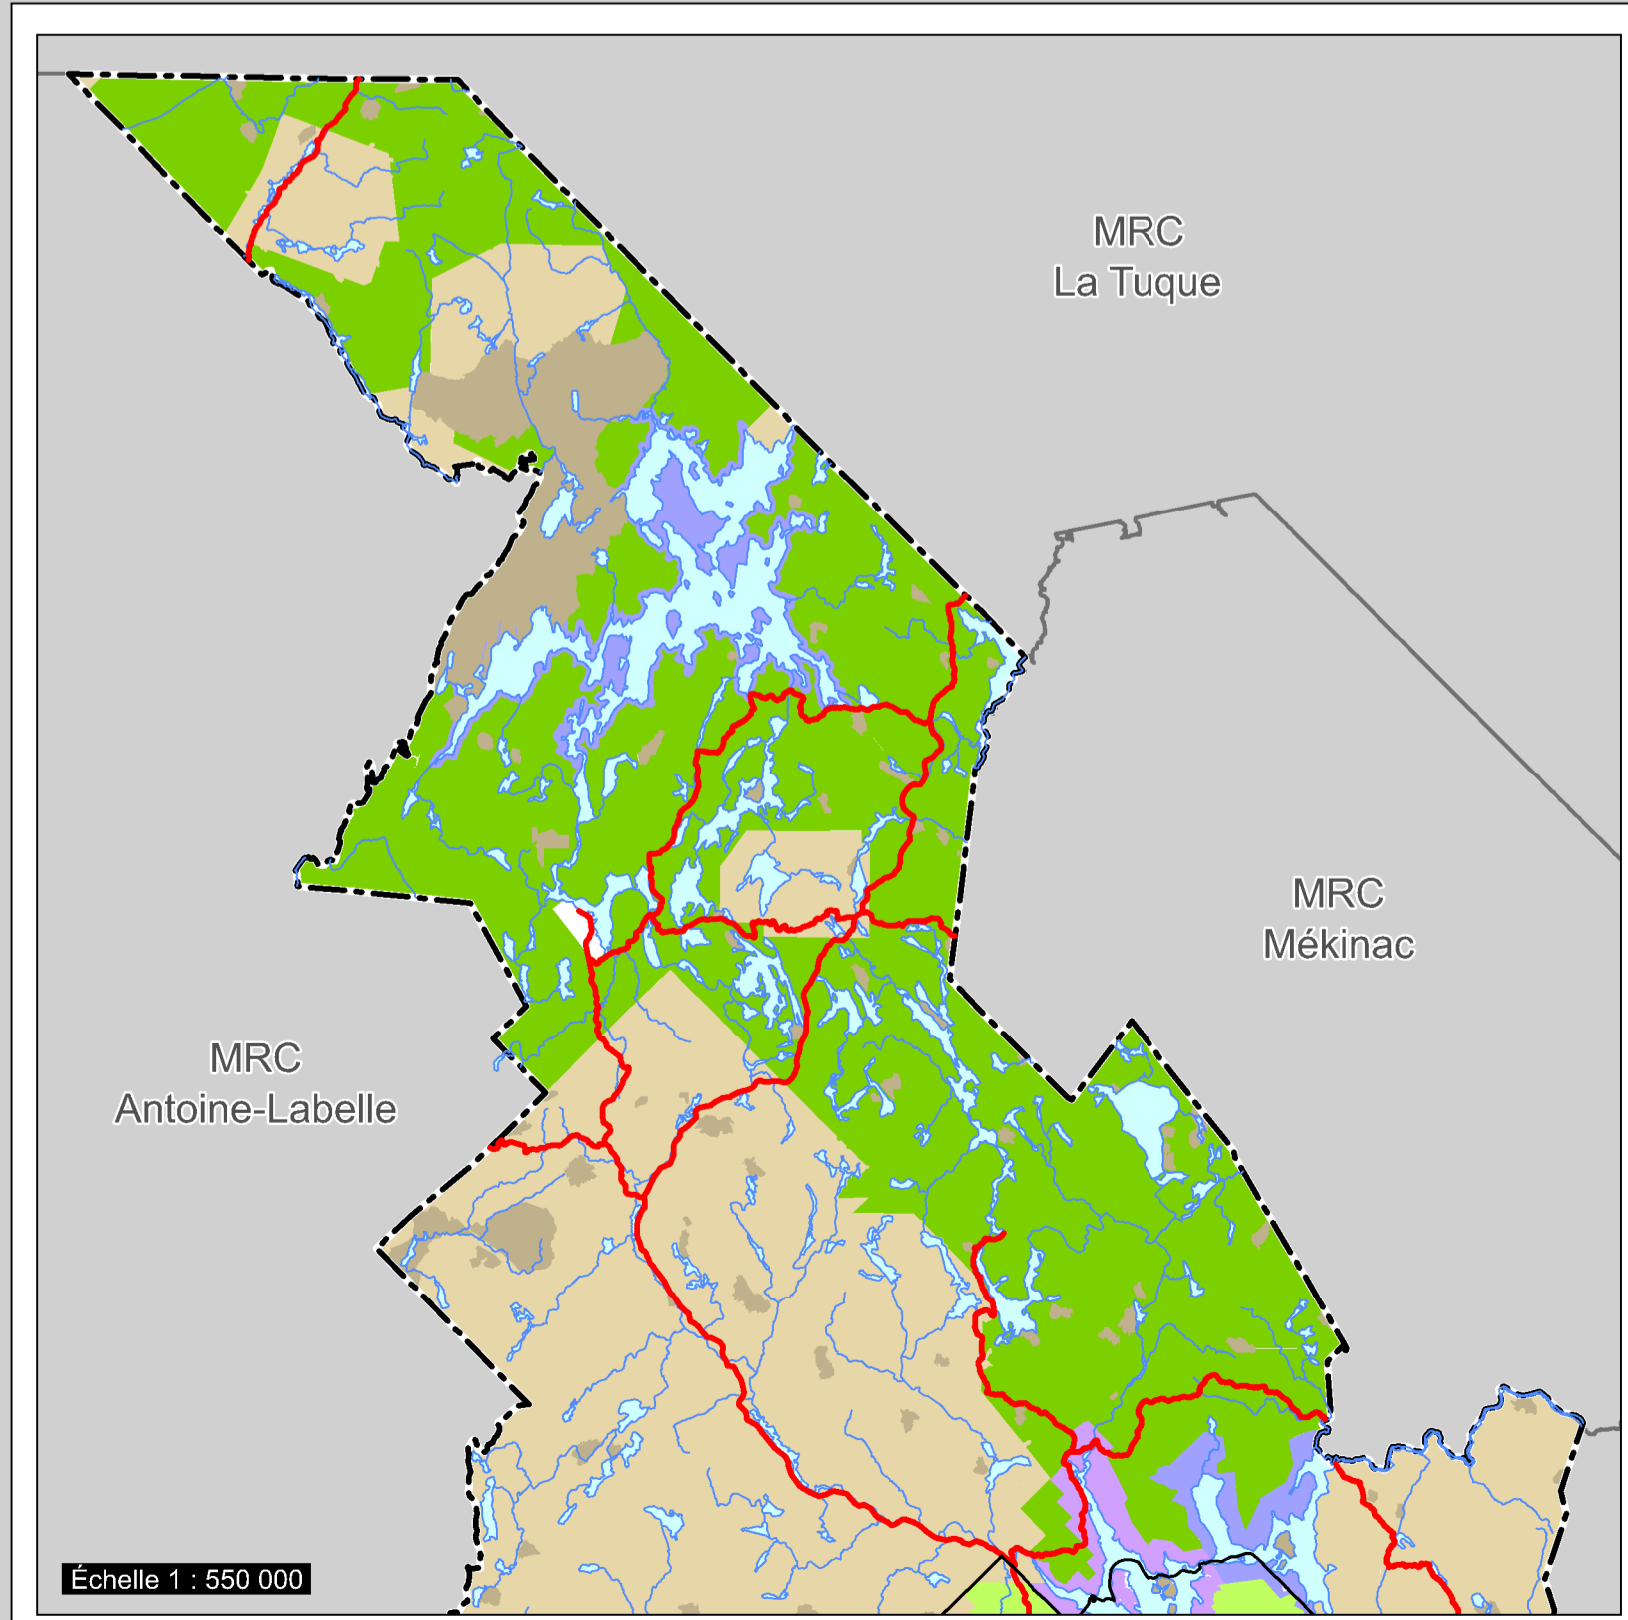 MRC
La Tuque
MRC
Mékinac
MRC
Antoine-Labelle
Échelle 1 : 550 000